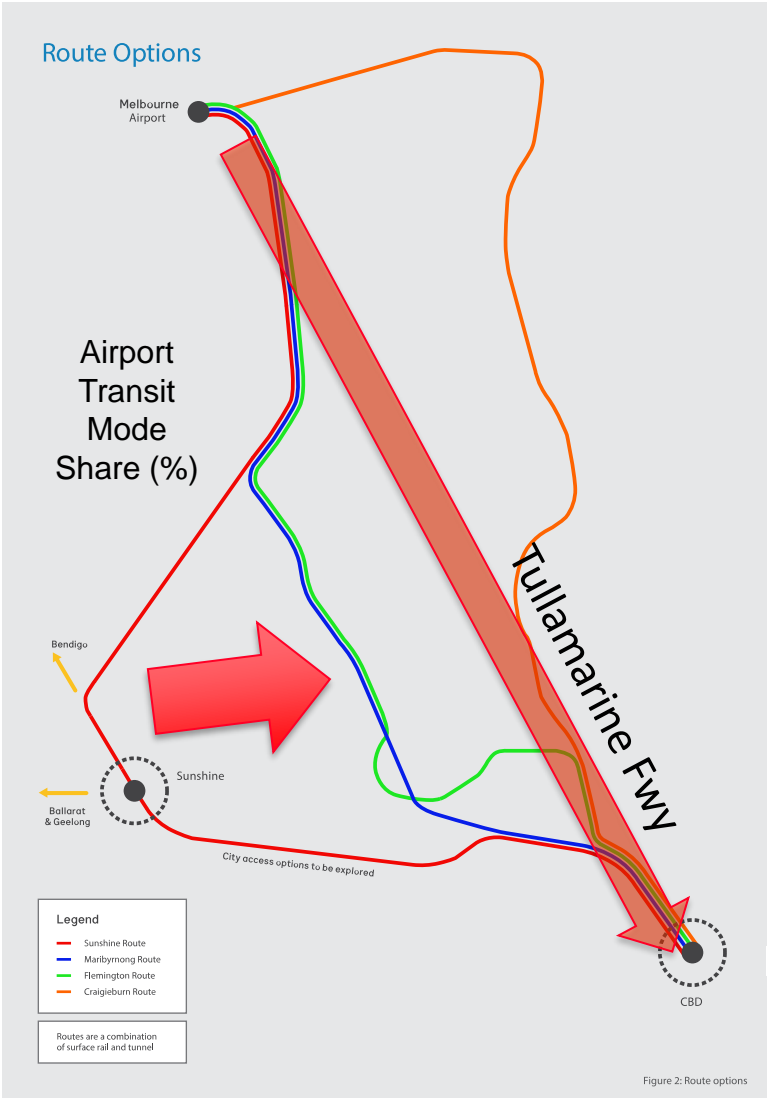 Route Options
Melbourne
Airport
Airport
Transit
Mode
Share (%)
Tullamarine Fwy
Bendigo
Sunshine
Ballarat
& Geelong
City access options to be explored
Legend
Sunshine Route
Maribyrnong Route
Flemington Route
Craigieburn Route
CBD
Routes are a combination
of surface rail and tunnel
Figure 2: Route options